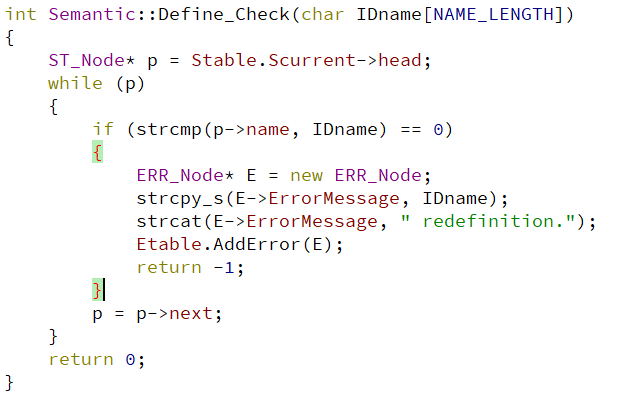 int Semantic::Define_Check(char IDname[NAME_LENGTH])
{
    ST_Node* p = Stable.Scurrent->head;
    while (p)
    {
        if (strcmp(p->name, IDname) == 0)
        {
            ERR_Node* E = new ERR_Node;
            strcpy_s(E->ErrorMessage, IDname);
            strcat(E->ErrorMessage, " redefinition.");
            Etable.AddError(E);
            return -1;
        }
        p = p->next;
    }
    return 0;
}